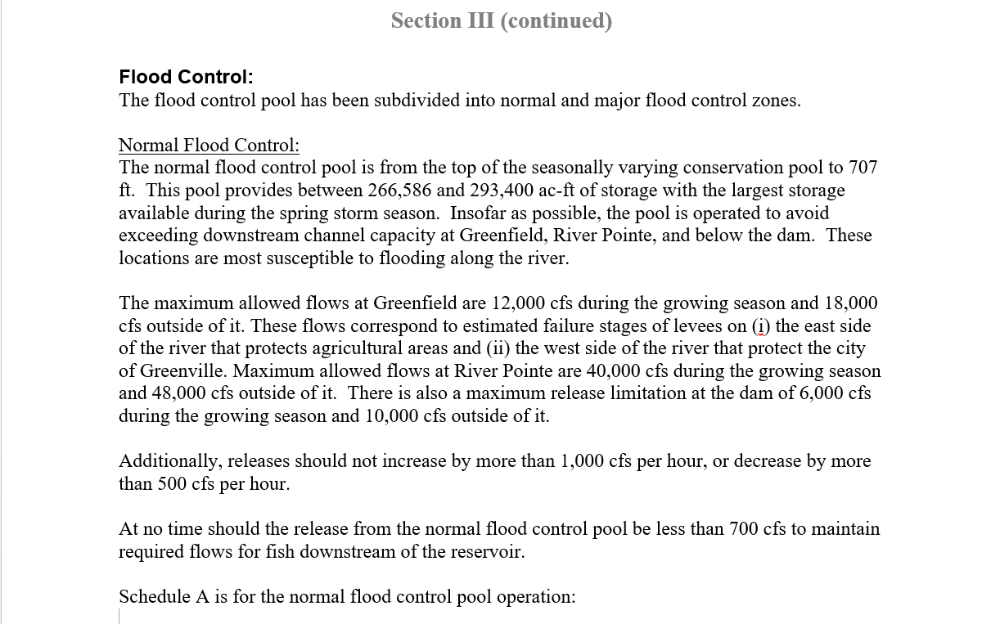 Section III (continued)
Flood Control:
The flood control pool has been subdivided into normal and major flood control zones.
Normal Flood Control:
The normal flood control pool is from the top of the seasonally varying conservation pool to 707
ft.  This pool provides between 266,586 and 293,400 ac-ft of storage with the largest storage
available during the spring storm season.  Insofar as possible, the pool is operated to avoid
exceeding downstream channel capacity at Greenfield, River Pointe, and below the dam.  These
locations are most susceptible to flooding along the river.
The maximum allowed flows at Greenfield are 12,000 cfs during the growing season and 18,000
cfs outside of it. These flows correspond to estimated failure stages of levees on (i) the east side
of the river that protects agricultural areas and (ii) the west side of the river that protect the city
of Greenville. Maximum allowed flows at River Pointe are 40,000 cfs during the growing season
and 48,000 cfs outside of it.  There is also a maximum release limitation at the dam of 6,000 cfs
during the growing season and 10,000 cfs outside of it.
Additionally, releases should not increase by more than 1,000 cfs per hour, or decrease by more
than 500 cfs per hour.
At no time should the release from the normal flood control pool be less than 700 cfs to maintain
required flows for fish downstream of the reservoir.
Schedule A is for the normal flood control pool operation: